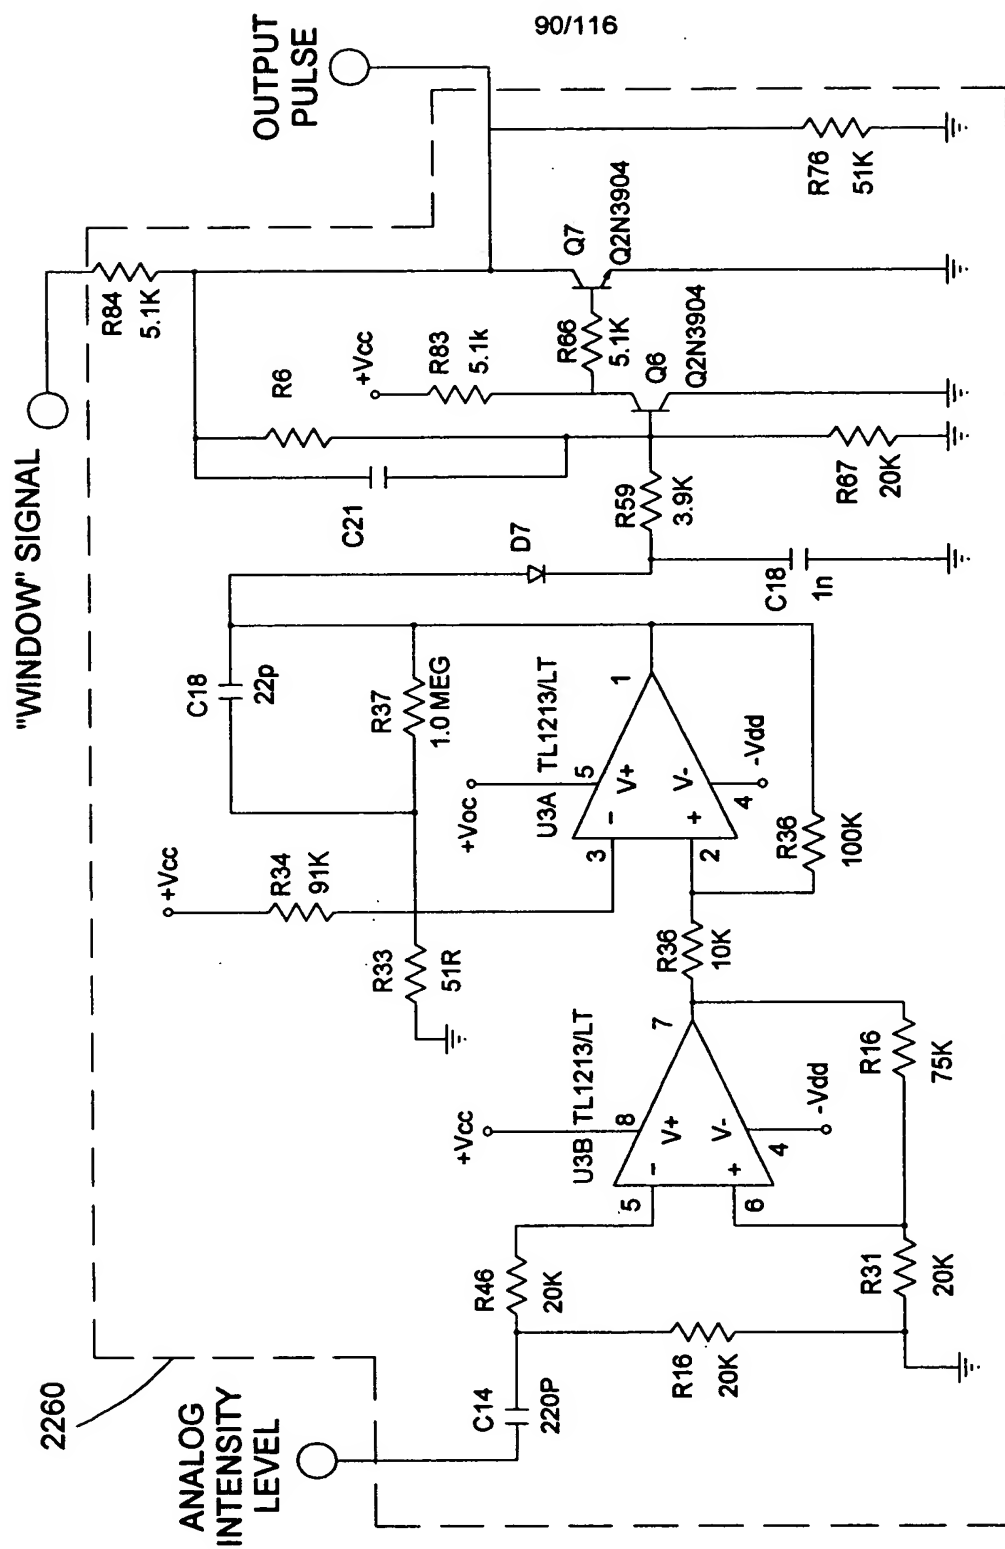 90/116
"WINDOW" SIGNAL
OUTPUT
PULSE
R84
5.1K
R6
C21
+Vcc
R83
5.1k
R66
5.1K
Q7
Q2N3904
Q6
Q2N3904
R76
51K
R59
3.9K
R67
20K
D7
C18
1n
C18
22p
R37
1.0 MEG
+Vcc
R34
91K
R33
51R
+Voc
U3A TL1213/LT
5
V+
3
-
1
2
+
V-
4
-Vdd
R36
100K
R36
10K
+Vcc
U3B TL1213/LT
8
V+
5
-
7
6
+
V-
4
-Vdd
R16
75K
R46
20K
R31
20K
R16
20K
C14
220P
2260
ANALOG
INTENSITY
LEVEL